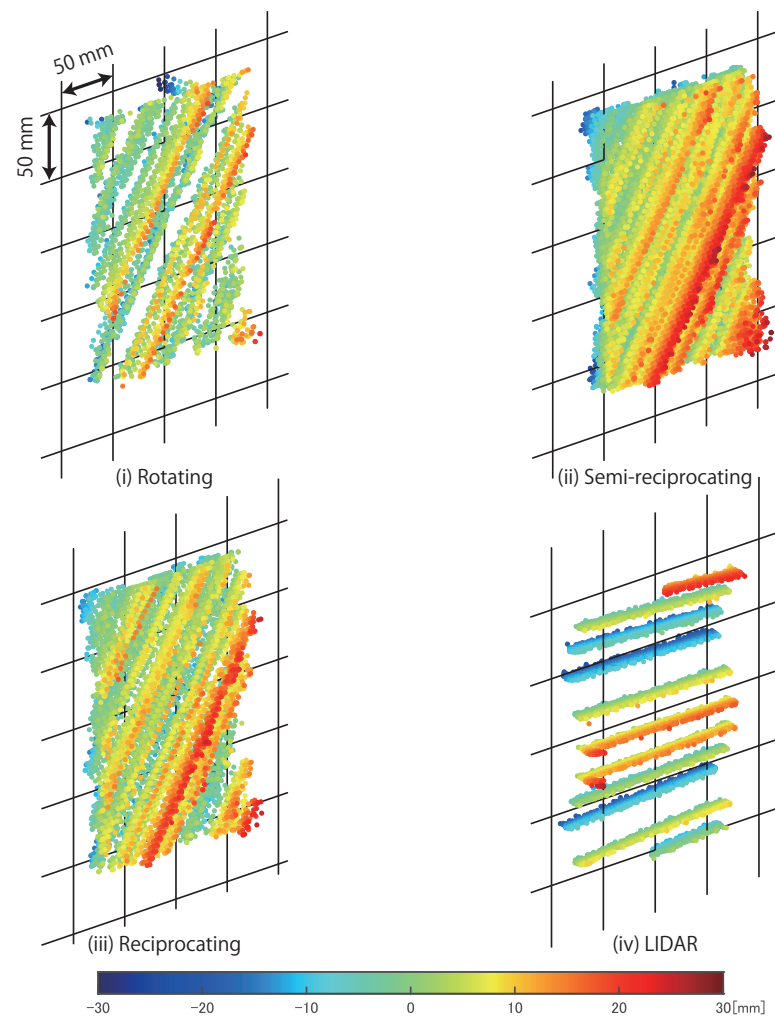 50 mm
50 mm
(i) Rotating
(ii) Semi-reciprocating
(iii) Reciprocating
(iv) LIDAR
−30 −20 −10 0 10 20 30[mm]